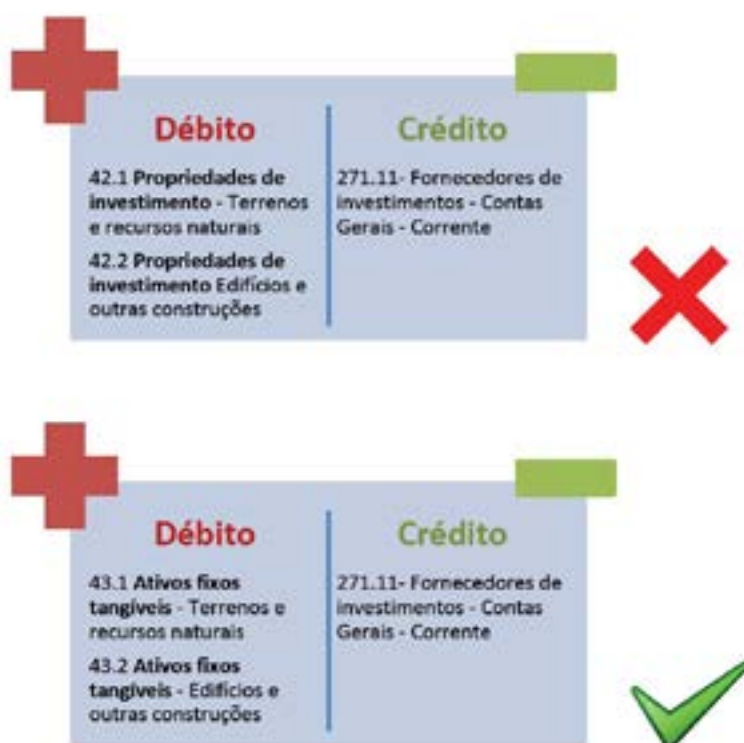 Débito
42.1 Propriedades de
investimento - Terrenos
e recursos naturais
42.2 Propriedades de
investimento Edifícios e
outras construções
Crédito
271.11- Fornecedores de
investimentos - Contas
Gerais - Corrente
Débito
43.1 Ativos fixos
tangíveis - Terrenos e
recursos naturais
43.2 Ativos fixos
tangíveis - Edifícios e
outras construções
Crédito
271.11- Fornecedores de
investimentos - Contas
Gerais - Corrente